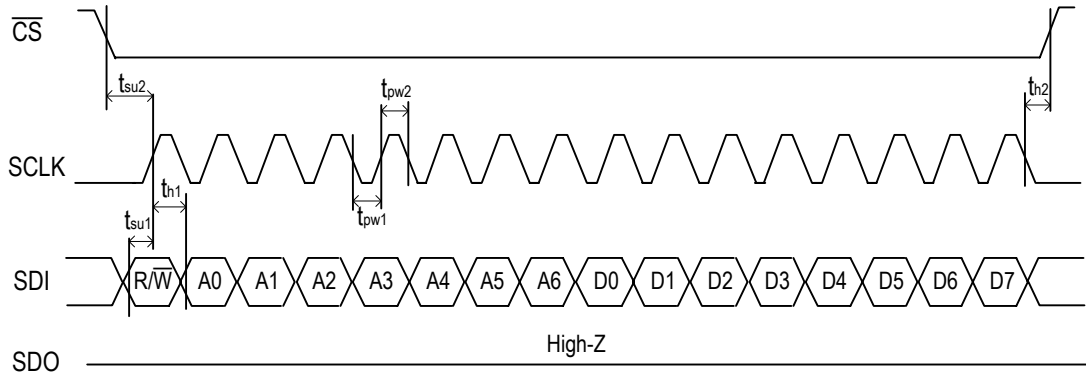 CS
tsu2
tpw2
th2
SCLK
th1
tsu1
tpw1
SDI
R/W A0 A1 A2 A3 A4 A5 A6 D0 D1 D2 D3 D4 D5 D6 D7
High-Z
SDO